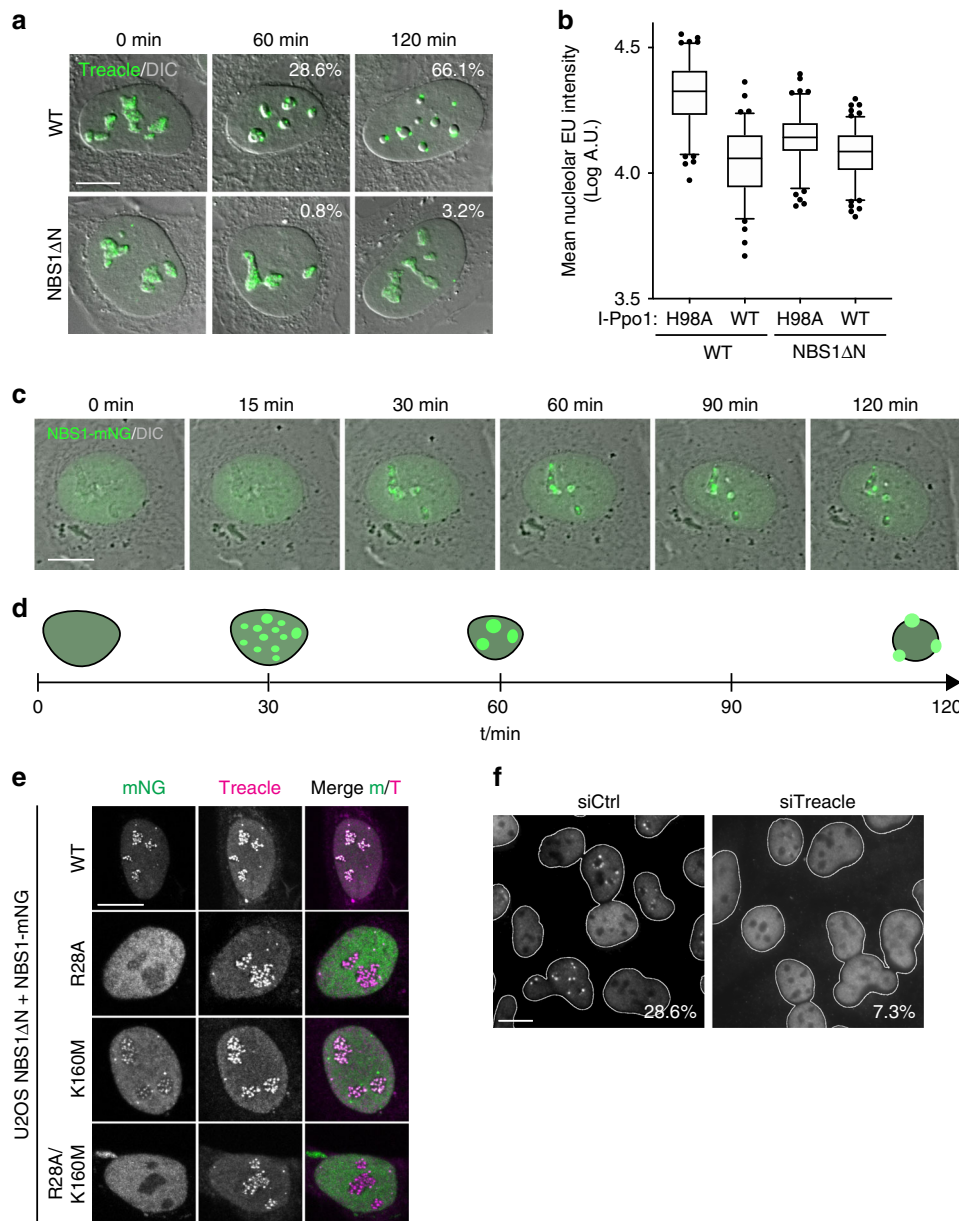 a
0 min 60 min 120 min
Treacle/DIC 28.6% 66.1%
WT
0.8% 3.2%
NBS1ΔN
b
Mean nucleolar EU intensity
(Log A.U.)
4.5
4.0
3.5
I-Ppo1: H98A WT H98A WT
WT NBS1ΔN
c
0 min 15 min 30 min 60 min 90 min 120 min
NBS1-mNG/DIC
d
0 30 60 90 120
t/min
e
mNG Treacle Merge m/T
U2OS NBS1ΔN + NBS1-mNG
WT
R28A
K160M
R28A/
K160M
f
siCtrl siTreacle
28.6% 7.3%